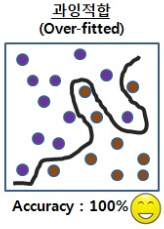 과잉적합
(Over-fitted)
Accuracy : 100%